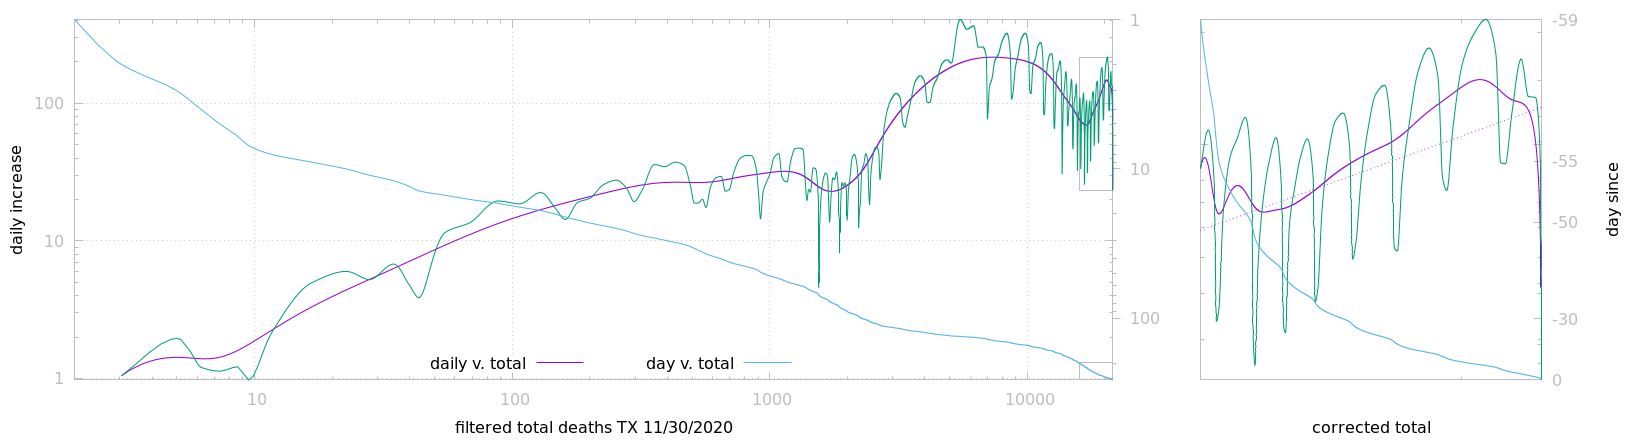 daily increase
100
10
1
1
10
100
10
100
1000
10000
daily v. total
day v. total
filtered total deaths TX 11/30/2020
-59
-55
-50
-30
0
day since
corrected total